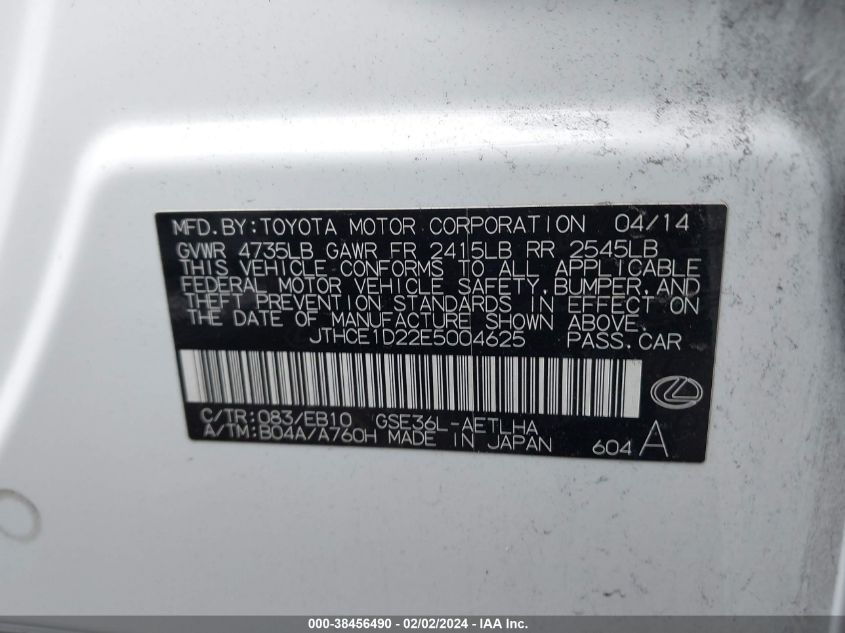 MFD.BY:TOYOTA MOTOR CORPORATION 04/14
GVWR 4735LB GAWR FR 2415LB RR 2545LB
THIS VEHICLE CONFORMS TO ALL APPLICABLE
FEDERAL MOTOR VEHICLE SAFETY,BUMPER,AND
THEFT PREVENTION STANDARDS IN EFFECT ON
THE DATE OF MANUFACTURE SHOWN ABOVE.
JTHCE1D22E5004625 PASS.CAR
C/TR:083/EB10 GSE36L-AETLHA
A/TM:B04A/A760H MADE IN JAPAN 604 A
000-38456490 - 02/02/2024 - IAA Inc.